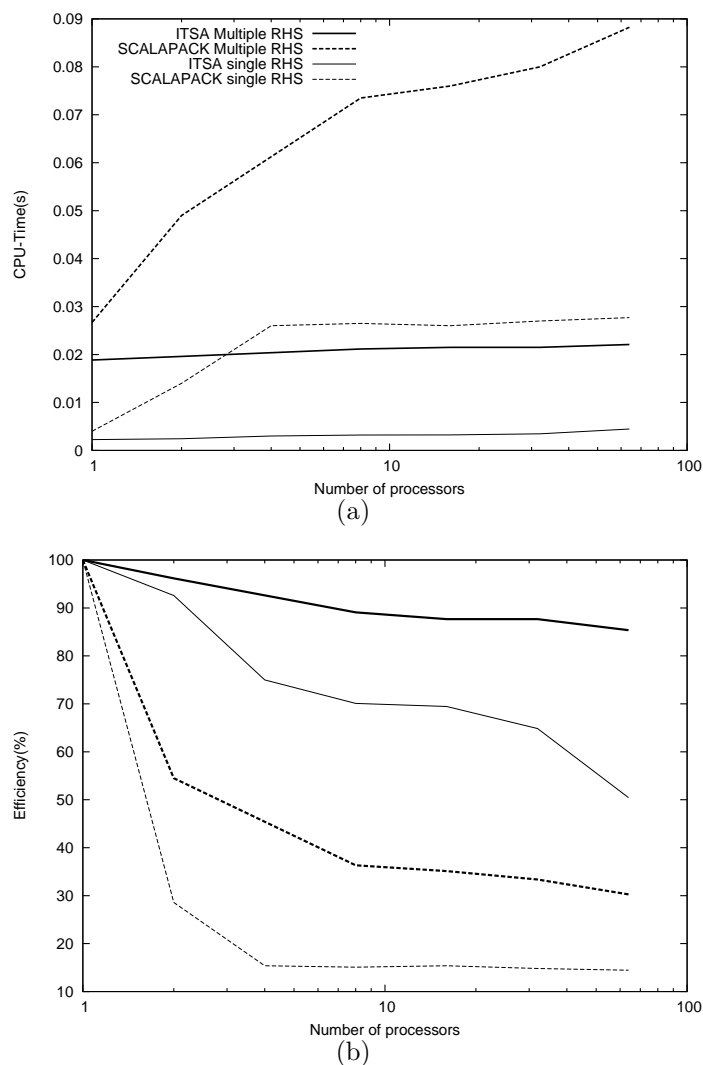 0.09
ITSA Multiple RHS
SCALAPACK Multiple RHS
0.08
ITSA single RHS
SCALAPACK single RHS
0.07
0.06
0.05
CPU-Time(s)
0.04
0.03
0.02
0.01
0
1
10
100
Number of processors
(a)
100
90
80
70
60
Efficiency(%)
50
40
30
20
10
1
10
100
Number of processors
(b)